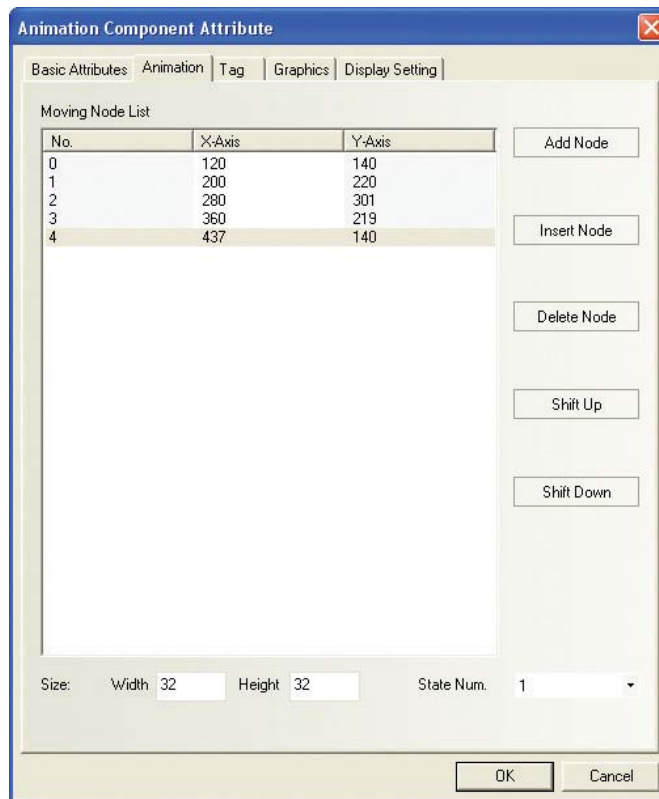 Animation Component Attribute
Basic Attributes Animation Tag Graphics Display Setting
Moving Node List
No. X-Axis Y-Axis
0 120 140
1 200 220
2 280 301
3 360 219
4 437 140
Add Node
Insert Node
Delete Node
Shift Up
Shift Down
Size: Width 32 Height 32 State Num. 1
OK Cancel